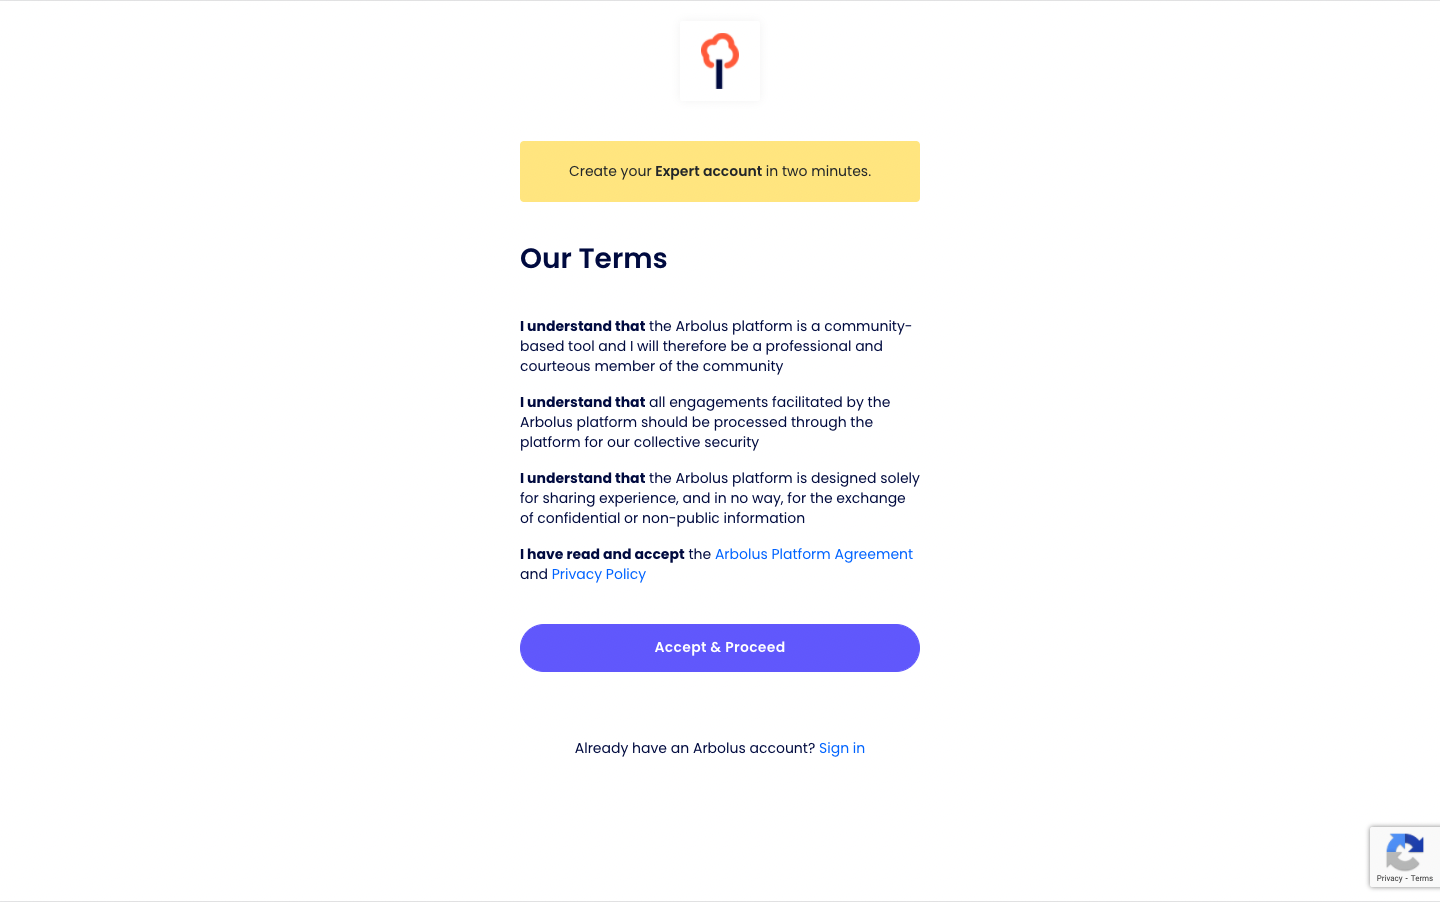 Create your Expert account in two minutes.
Our Terms
I understand that the Arbolus platform is a community-
based tool and I will therefore be a professional and
courteous member of the community
I understand that all engagements facilitated by the
Arbolus platform should be processed through the
platform for our collective security
I understand that the Arbolus platform is designed solely
for sharing experience, and in no way, for the exchange
of confidential or non-public information
I have read and accept the Arbolus Platform Agreement
and Privacy Policy
Accept & Proceed
Already have an Arbolus account? Sign in
Privacy - Terms